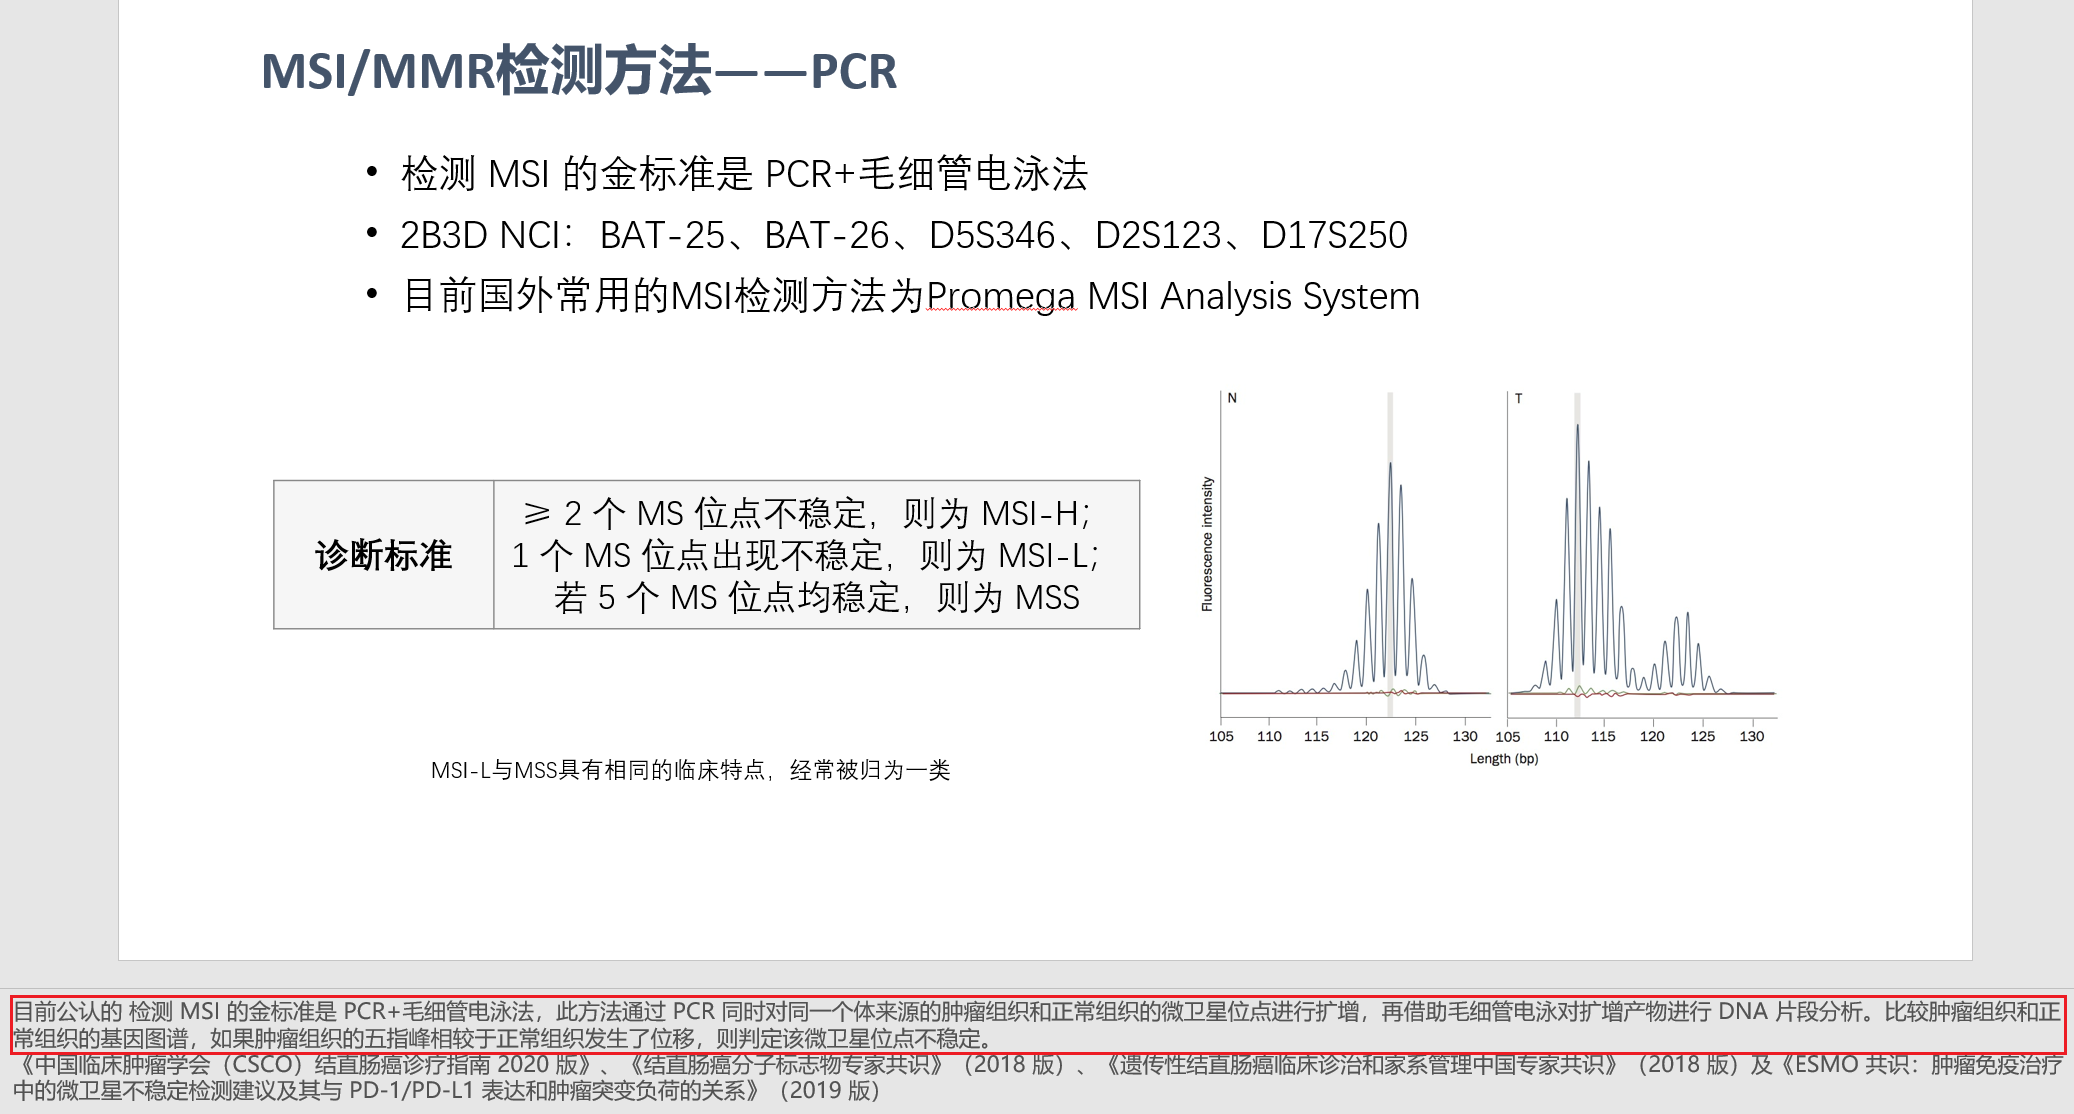 MSI/MMR检测方法——PCR
• 检测 MSI 的金标准是 PCR+毛细管电泳法
• 2B3D NCI：BAT-25、BAT-26、D5S346、D2S123、D17S250
• 目前国外常用的MSI检测方法为Promega MSI Analysis System
诊断标准
≥ 2 个 MS 位点不稳定，则为 MSI-H；
1 个 MS 位点出现不稳定，则为 MSI-L；
若 5 个 MS 位点均稳定，则为 MSS
N
T
Fluorescence intensity
105 110 115 120 125 130
105 110 115 120 125 130
Length (bp)
MSI-L与MSS具有相同的临床特点，经常被归为一类
目前公认的 检测 MSI 的金标准是 PCR+毛细管电泳法，此方法通过 PCR 同时对同一个体来源的肿瘤组织和正常组织的微卫星位点进行扩增，再借助毛细管电泳对扩增产物进行 DNA 片段分析。比较肿瘤组织和正
常组织的基因图谱，如果肿瘤组织的五指峰相较于正常组织发生了位移，则判定该微卫星位点不稳定。
《中国临床肿瘤学会（CSCO）结直肠癌诊疗指南 2020 版》、《结直肠癌分子标志物专家共识》（2018 版）、《遗传性结直肠癌临床诊治和家系管理中国专家共识》（2018 版）及《ESMO 共识：肿瘤免疫治疗
中的微卫星不稳定检测建议及其与 PD-1/PD-L1 表达和肿瘤突变负荷的关系》（2019 版）